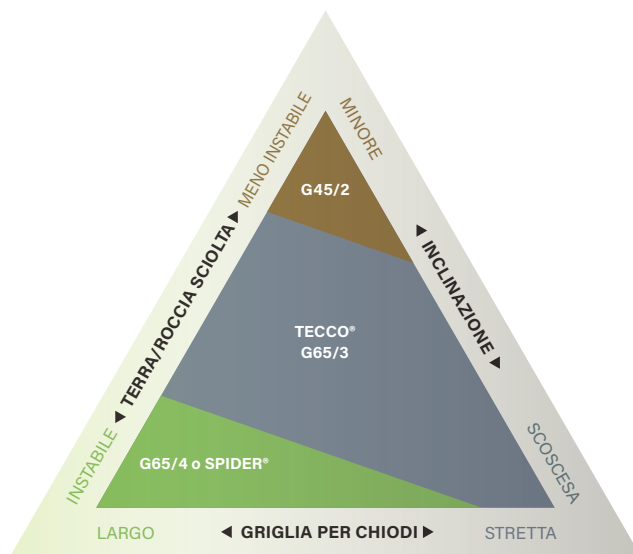 MENO INSTABILE
MINORE
G45/2
◄ TERRA/ROCCIA SCIOLTA ►
◄ INCLINAZIONE ►
TECCO®
G65/3
INSTABILE
SCOSCESA
G65/4 o SPIDER®
LARGO
◄ GRIGLIA PER CHIODI ►
STRETTA